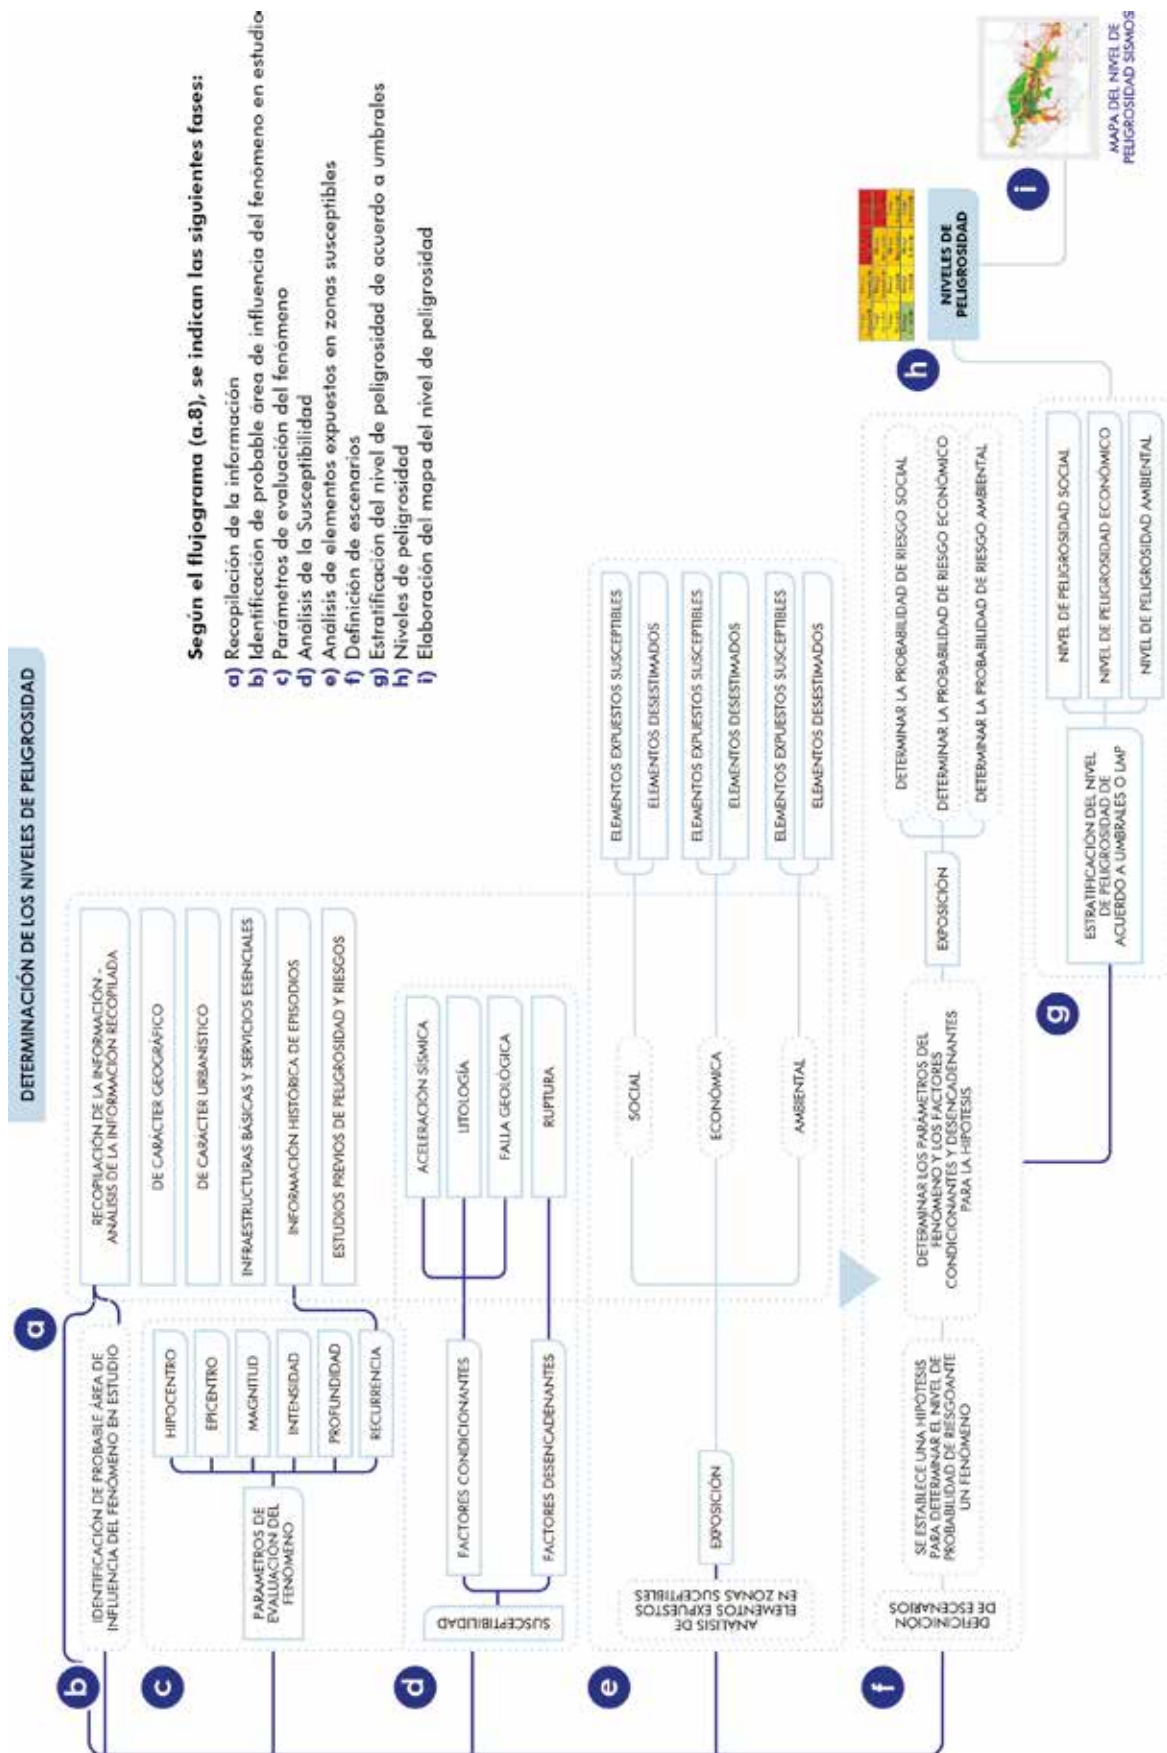 DETERMINACIÓN DE LOS NIVELES DE PELIGROSIDAD
Según el flujograma (a.8), se indican las siguientes fases:
a) Recopilación de la información
b) Identificación de probable área de influencia del fenómeno en estudio
c) Parámetros de evaluación del fenómeno
d) Análisis de la Susceptibilidad
e) Análisis de elementos expuestos en zonas susceptibles
f) Definición de escenarios
g) Estratificación del nivel de peligrosidad de acuerdo a umbrales
h) Niveles de peligrosidad
i) Elaboración del mapa del nivel de peligrosidad
a
RECOPILACIÓN DE LA INFORMACIÓN -
ANÁLISIS DE LA INFORMACIÓN RECOPILADA
DE CARÁCTER GEOGRÁFICO
DE CARÁCTER URBANÍSTICO
INFRAESTRUCTURAS BÁSICAS Y SERVICIOS ESENCIALES
INFORMACIÓN HISTÓRICA DE EPISODIOS
ESTUDIOS PREVIOS DE PELIGROSIDAD Y RIESGOS
b
IDENTIFICACIÓN DE PROBABLE ÁREA DE
INFLUENCIA DEL FENÓMENO EN ESTUDIO
c
PARAMETROS DE
EVALUACIÓN DEL
FENÓMENO
HIPOCENTRO
EPICENTRO
MAGNITUD
INTENSIDAD
PROFUNDIDAD
RECURRENCIA
d
SUSCEPTIBILIDAD
FACTORES CONDICIONANTES
ACELERACIÓN SÍSMICA
LITOLOGÍA
FALLA GEOLÓGICA
FACTORES DESENCADENANTES
RUPTURA
e
ANALISIS DE
ELEMENTOS EXPUESTOS
EN ZONAS SUCEPTIBLES
EXPOSICIÓN
SOCIAL
ELEMENTOS EXPUESTOS SUSCEPTIBLES
ELEMENTOS DESESTIMADOS
ECONÓMICA
ELEMENTOS EXPUESTOS SUSCEPTIBLES
ELEMENTOS DESESTIMADOS
AMBIENTAL
ELEMENTOS EXPUESTOS SUSCEPTIBLES
ELEMENTOS DESESTIMADOS
f
DEFICINICIÓN
DE ESCENARIOS
SE ESTABLECE UNA HIPÓTESIS
PARA DETERMINAR EL NIVEL DE
PROBABILIDAD DE RIESGOANTE
UN FENÓMENO
DETERMINAR LOS PARÁMETROS DEL
FENÓMENO Y LOS FACTORES
CONDICIONANTES Y DESENCADENANTES
PARA LA HIPÓTESIS
EXPOSICIÓN
DETERMINAR LA PROBABILIDAD DE RIESGO SOCIAL
DETERMINAR LA PROBABILIDAD DE RIESGO ECONÓMICO
DETERMINAR LA PROBABILIDAD DE RIESGO AMBIENTAL
g
ESTRATIFICACIÓN DEL NIVEL
DE PELIGROSIDAD DE
ACUERDO A UMBRALES O LMP
NIVEL DE PELIGROSIDAD SOCIAL
NIVEL DE PELIGROSIDAD ECONÓMICO
NIVEL DE PELIGROSIDAD AMBIENTAL
h
NIVELES DE
PELIGROSIDAD
i
MAPA DEL NIVEL DE
PELIGROSIDAD SISMOS